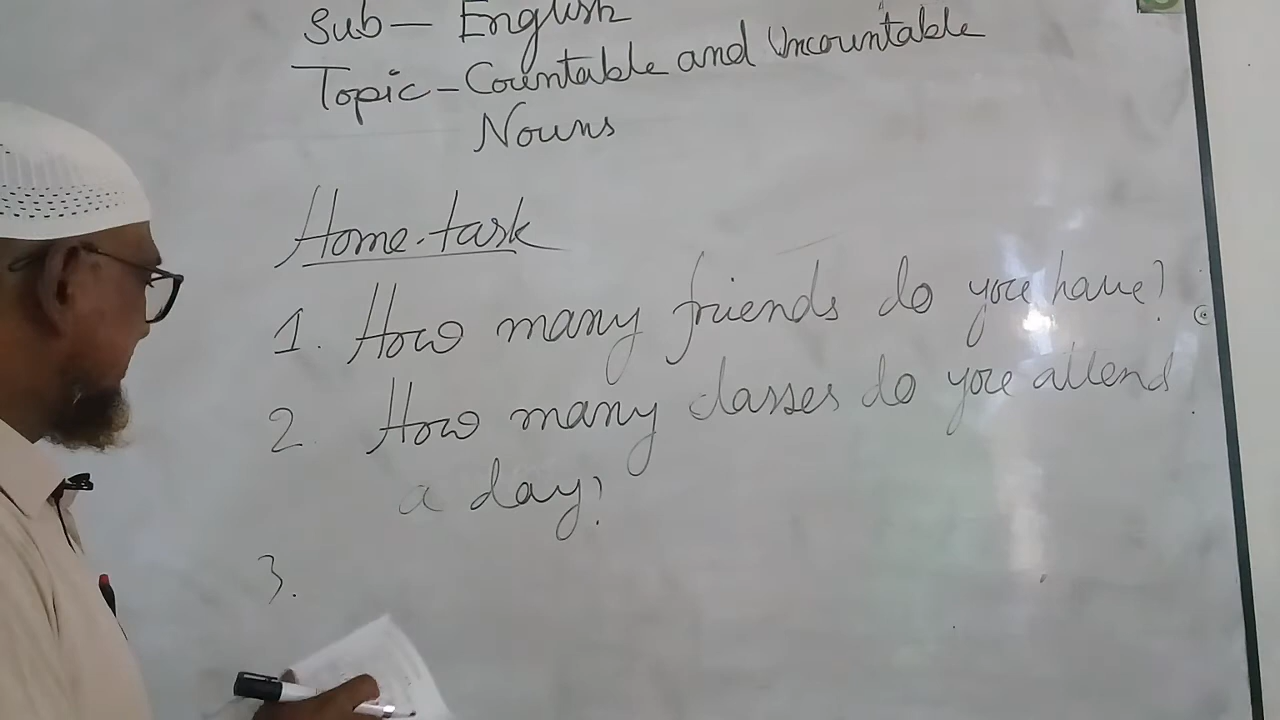 Sub— English
Topic-Countable and Uncountable
Nouns
Home-task
1. How many friends do you have?
2. How many classes do you attend
a day?
3.